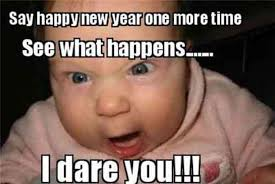 Say happy new year one more time
See what happens.......
I dare you!!!